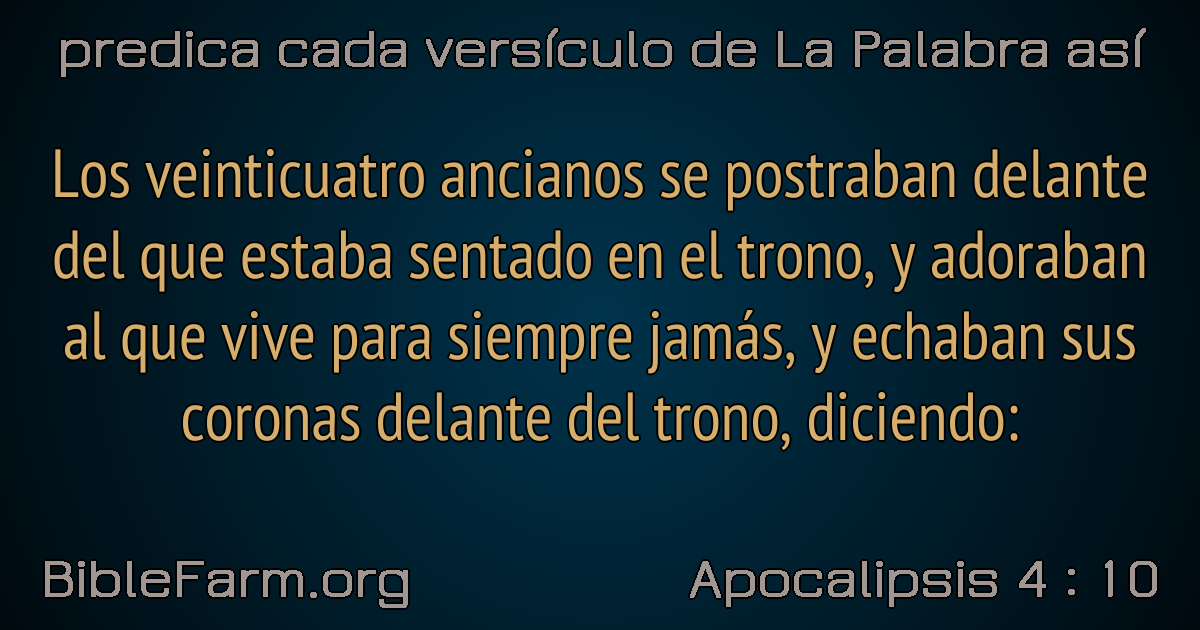 predica cada versículo de La Palabra así
Los veinticuatro ancianos se postraban delante
del que estaba sentado en el trono, y adoraban
al que vive para siempre jamás, y echaban sus
coronas delante del trono, diciendo:
BibleFarm.org
Apocalipsis 4 : 10